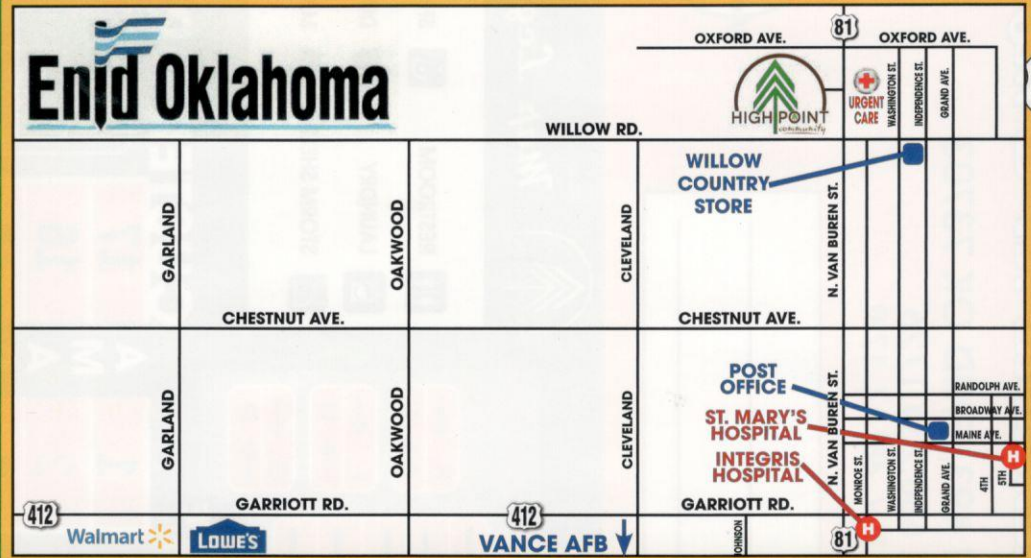 Enid Oklahoma
81
OXFORD AVE.
OXFORD AVE.
HIGH POINT
community
URGENT
CARE
WASHINGTON ST.
INDEPENDENCE ST.
GRAND AVE.
WILLOW RD.
WILLOW
COUNTRY
STORE
GARLAND
OAKWOOD
CLEVELAND
N. VAN BUREN ST.
CHESTNUT AVE.
CHESTNUT AVE.
POST
OFFICE
RANDOLPH AVE.
BROADWAY AVE.
MAINE AVE.
ST. MARY'S
HOSPITAL
H
INTEGRIS
HOSPITAL
GARLAND
OAKWOOD
CLEVELAND
N. VAN BUREN ST.
MONROE ST.
WASHINGTON ST.
INDEPENDENCE ST.
GRAND AVE.
4TH
5TH
GARRIOTT RD.
GARRIOTT RD.
412
412
Walmart
LOWE'S
VANCE AFB
JOHNSON
81
H